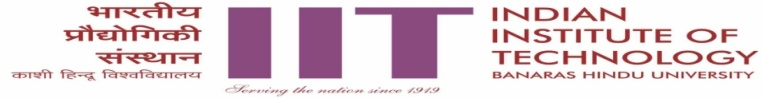 भारतीय
प्रौद्योगिकी
संस्थान
काशी हिन्दू विश्वविद्यालय
IIT
Serving the nation since 1919
INDIAN
INSTITUTE OF
TECHNOLOGY
BANARAS HINDU UNIVERSITY